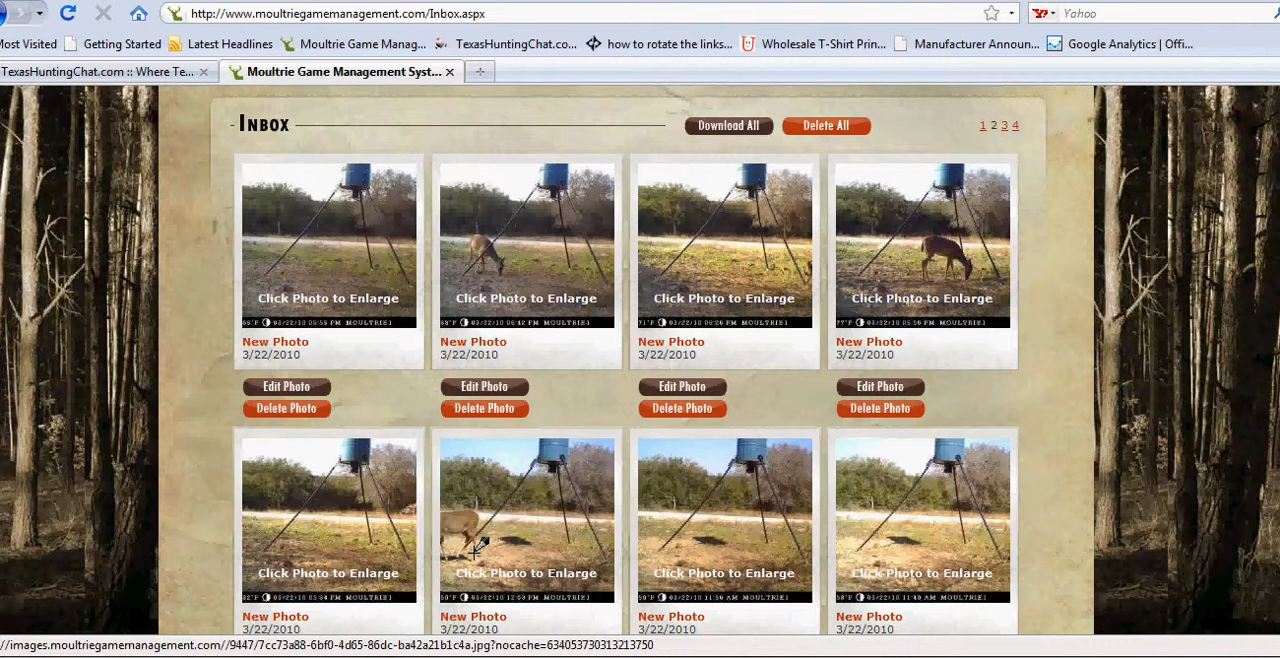 http://www.moultriegamemanagement.com/Inbox.aspx
Yahoo
Most Visited Getting Started Latest Headlines Moultrie Game Manag... TexasHuntingChat.co... how to rotate the links... Wholesale T-Shirt Prin... Manufacturer Announ... Google Analytics | Offi...
TexasHuntingChat.com :: Where Te... Moultrie Game Management Syst...
INBOX Download All Delete All 1 2 3 4
Click Photo to Enlarge Click Photo to Enlarge Click Photo to Enlarge Click Photo to Enlarge
03/22/10 05:59 PM MOULTRIE1
New Photo New Photo New Photo New Photo
3/22/2010 3/22/2010 3/22/2010 3/22/2010
Edit Photo Edit Photo Edit Photo Edit Photo
Delete Photo Delete Photo Delete Photo Delete Photo
Click Photo to Enlarge Click Photo to Enlarge Click Photo to Enlarge Click Photo to Enlarge
New Photo New Photo New Photo New Photo
3/22/2010 3/22/2010 3/22/2010 3/22/2010
//images.moultriegamemanagement.com//9447/7cc73a88-6bf0-4d65-86dc-ba42a21b1c4a.jpg?nocache=634053730313213750